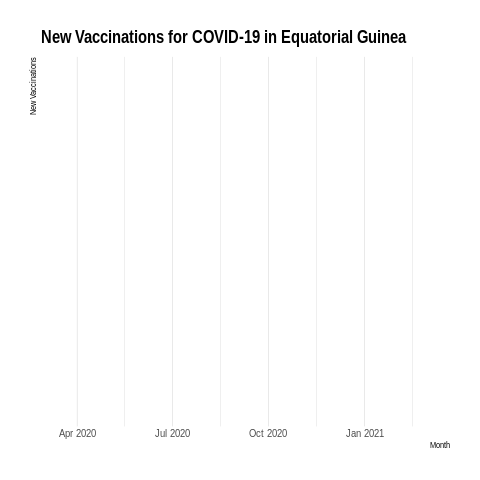 New Vaccinations for COVID-19 in Equatorial Guinea
New Vaccinations
Apr 2020 Jul 2020 Oct 2020 Jan 2021
Month